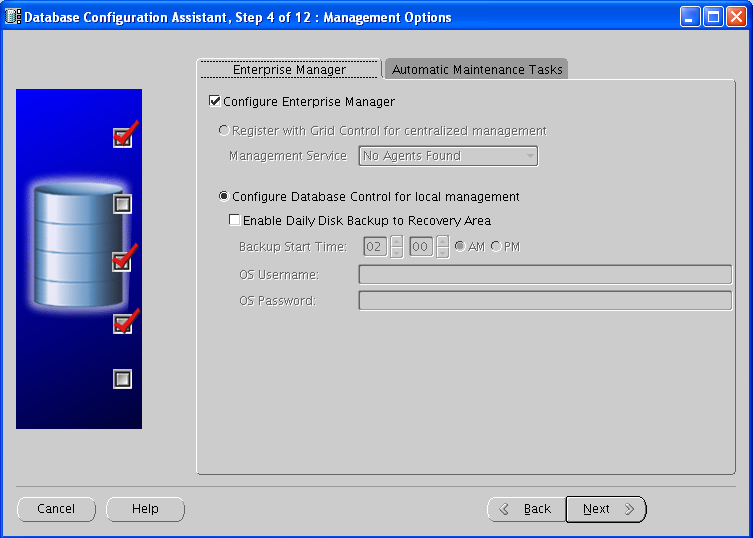 Database Configuration Assistant, Step 4 of 12 : Management Options
Enterprise Manager
Automatic Maintenance Tasks
Configure Enterprise Manager
Register with Grid Control for centralized management
Management Service No Agents Found
Configure Database Control for local management
Enable Daily Disk Backup to Recovery Area
Backup Start Time: 02 00 AM PM
OS Username:
OS Password:
Cancel
Help
Back
Next